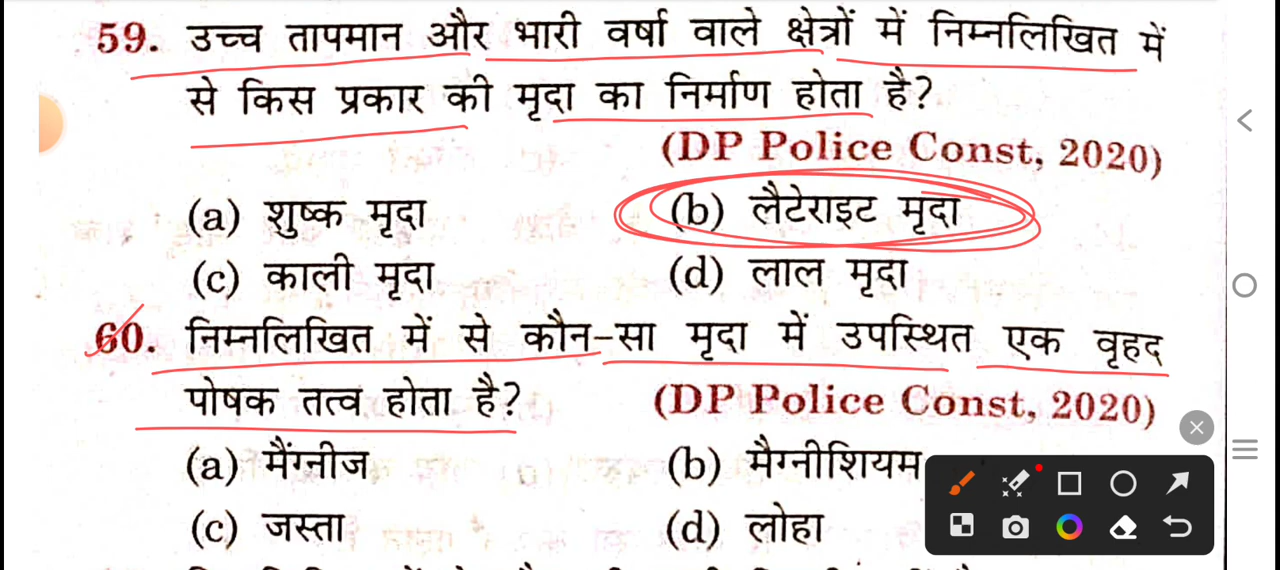 59. उच्च तापमान और भारी वर्षा वाले क्षेत्रों में निम्नलिखित में
से किस प्रकार की मृदा का निर्माण होता है?
(DP Police Const, 2020)
(a) शुष्क मृदा (b) लैटेराइट मृदा
(c) काली मृदा (d) लाल मृदा
60. निम्नलिखित में से कौन-सा मृदा में उपस्थित एक वृहद
पोषक तत्व होता है? (DP Police Const, 2020)
(a) मैंग्नीज (b) मैग्नीशियम
(c) जस्ता (d) लोहा